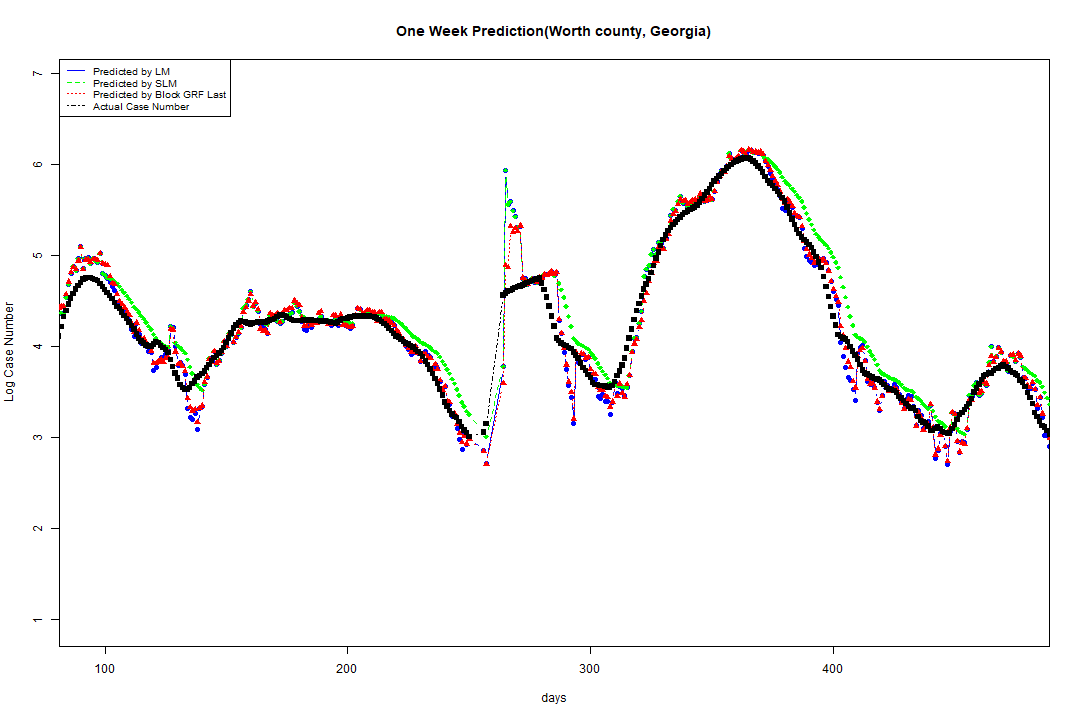 One Week Prediction(Worth county, Georgia)
Predicted by LM
Predicted by SLM
Predicted by Block GRF Last
Actual Case Number
7
6
5
4
3
2
1
Log Case Number
100 200 300 400
days